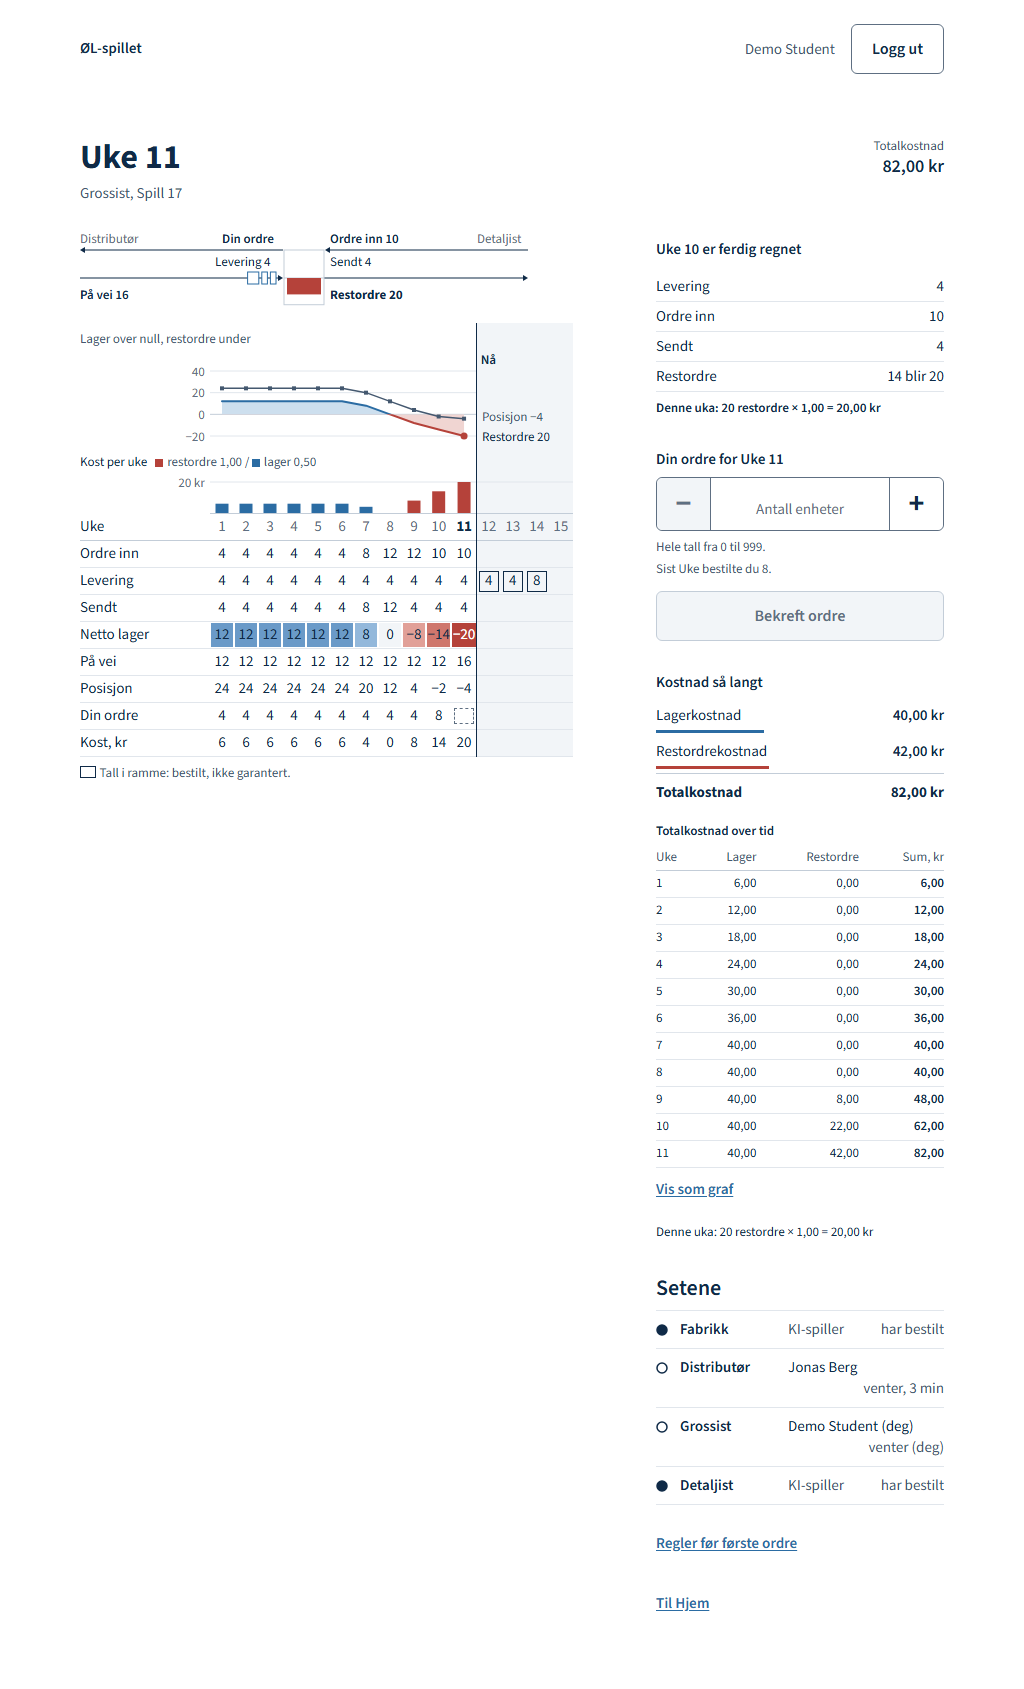 ØL-spillet
Demo Student
Logg ut
Uke 11
Grossist, Spill 17
Totalkostnad
82,00 kr
Distributør Din ordre Ordre inn 10 Detaljist
Levering 4 Sendt 4
På vei 16 Restordre 20
Lager over null, restordre under
Nå
40
20
0
−20
Posisjon −4
Restordre 20
Kost per uke restordre 1,00 / lager 0,50
20 kr
Uke 1 2 3 4 5 6 7 8 9 10 11 12 13 14 15
Ordre inn 4 4 4 4 4 4 8 12 12 10 10
Levering 4 4 4 4 4 4 4 4 4 4 4 4 4 8
Sendt 4 4 4 4 4 4 8 12 4 4 4
Netto lager 12 12 12 12 12 12 8 0 −8 −14 −20
På vei 12 12 12 12 12 12 12 12 12 12 16
Posisjon 24 24 24 24 24 24 20 12 4 −2 −4
Din ordre 4 4 4 4 4 4 4 4 4 8
Kost, kr 6 6 6 6 6 6 4 0 8 14 20
Tall i ramme: bestilt, ikke garantert.
Uke 10 er ferdig regnet
Levering 4
Ordre inn 10
Sendt 4
Restordre 14 blir 20
Denne uka: 20 restordre × 1,00 = 20,00 kr
Din ordre for Uke 11
− Antall enheter +
Hele tall fra 0 til 999.
Sist Uke bestilte du 8.
Bekreft ordre
Kostnad så langt
Lagerkostnad 40,00 kr
Restordrekostnad 42,00 kr
Totalkostnad 82,00 kr
Totalkostnad over tid
Uke Lager Restordre Sum, kr
1 6,00 0,00 6,00
2 12,00 0,00 12,00
3 18,00 0,00 18,00
4 24,00 0,00 24,00
5 30,00 0,00 30,00
6 36,00 0,00 36,00
7 40,00 0,00 40,00
8 40,00 0,00 40,00
9 40,00 8,00 48,00
10 40,00 22,00 62,00
11 40,00 42,00 82,00
Vis som graf
Denne uka: 20 restordre × 1,00 = 20,00 kr
Setene
Fabrikk KI-spiller har bestilt
Distributør Jonas Berg
venter, 3 min
Grossist Demo Student (deg)
venter (deg)
Detaljist KI-spiller har bestilt
Regler før første ordre
Til Hjem